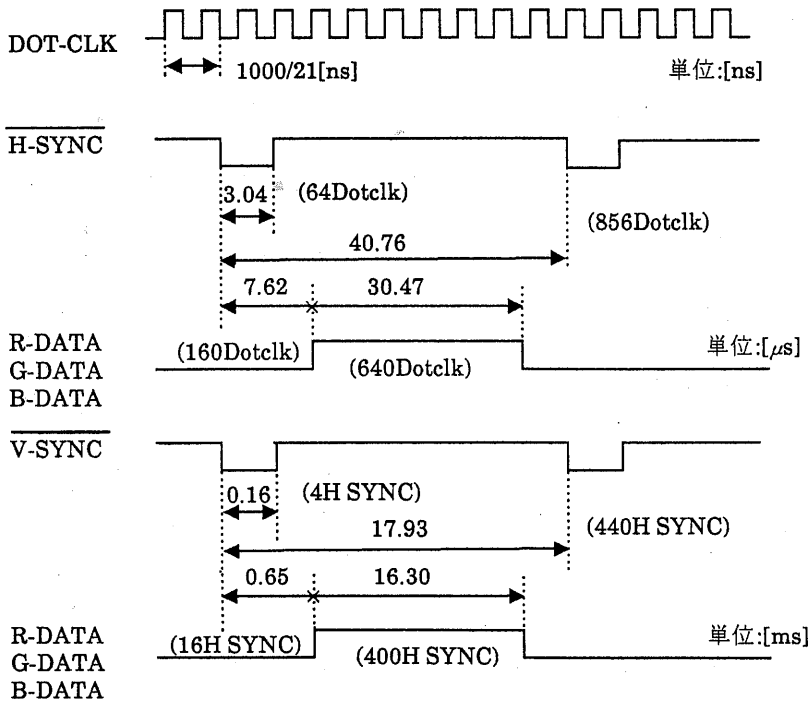 DOT-CLK
1000/21[ns]
単位:[ns]
H-SYNC
3.04
(64Dotclk)
(856Dotclk)
40.76
7.62
30.47
R-DATA
G-DATA
B-DATA
(160Dotclk)
(640Dotclk)
単位:[μs]
V-SYNC
0.16
(4H SYNC)
(440H SYNC)
17.93
0.65
16.30
R-DATA
G-DATA
B-DATA
(16H SYNC)
(400H SYNC)
単位:[ms]